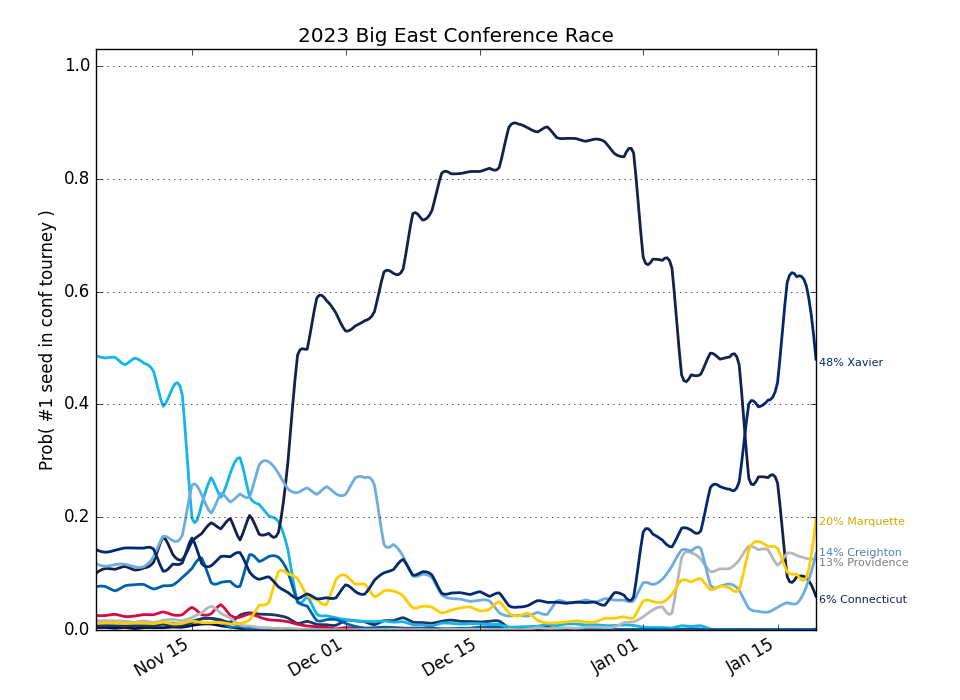 2023 Big East Conference Race
Prob( #1 seed in conf tourney )
1.0
0.8
0.6
0.4
0.2
0.0
Nov 15
Dec 01
Dec 15
Jan 01
Jan 15
48% Xavier
20% Marquette
14% Creighton
13% Providence
6% Connecticut